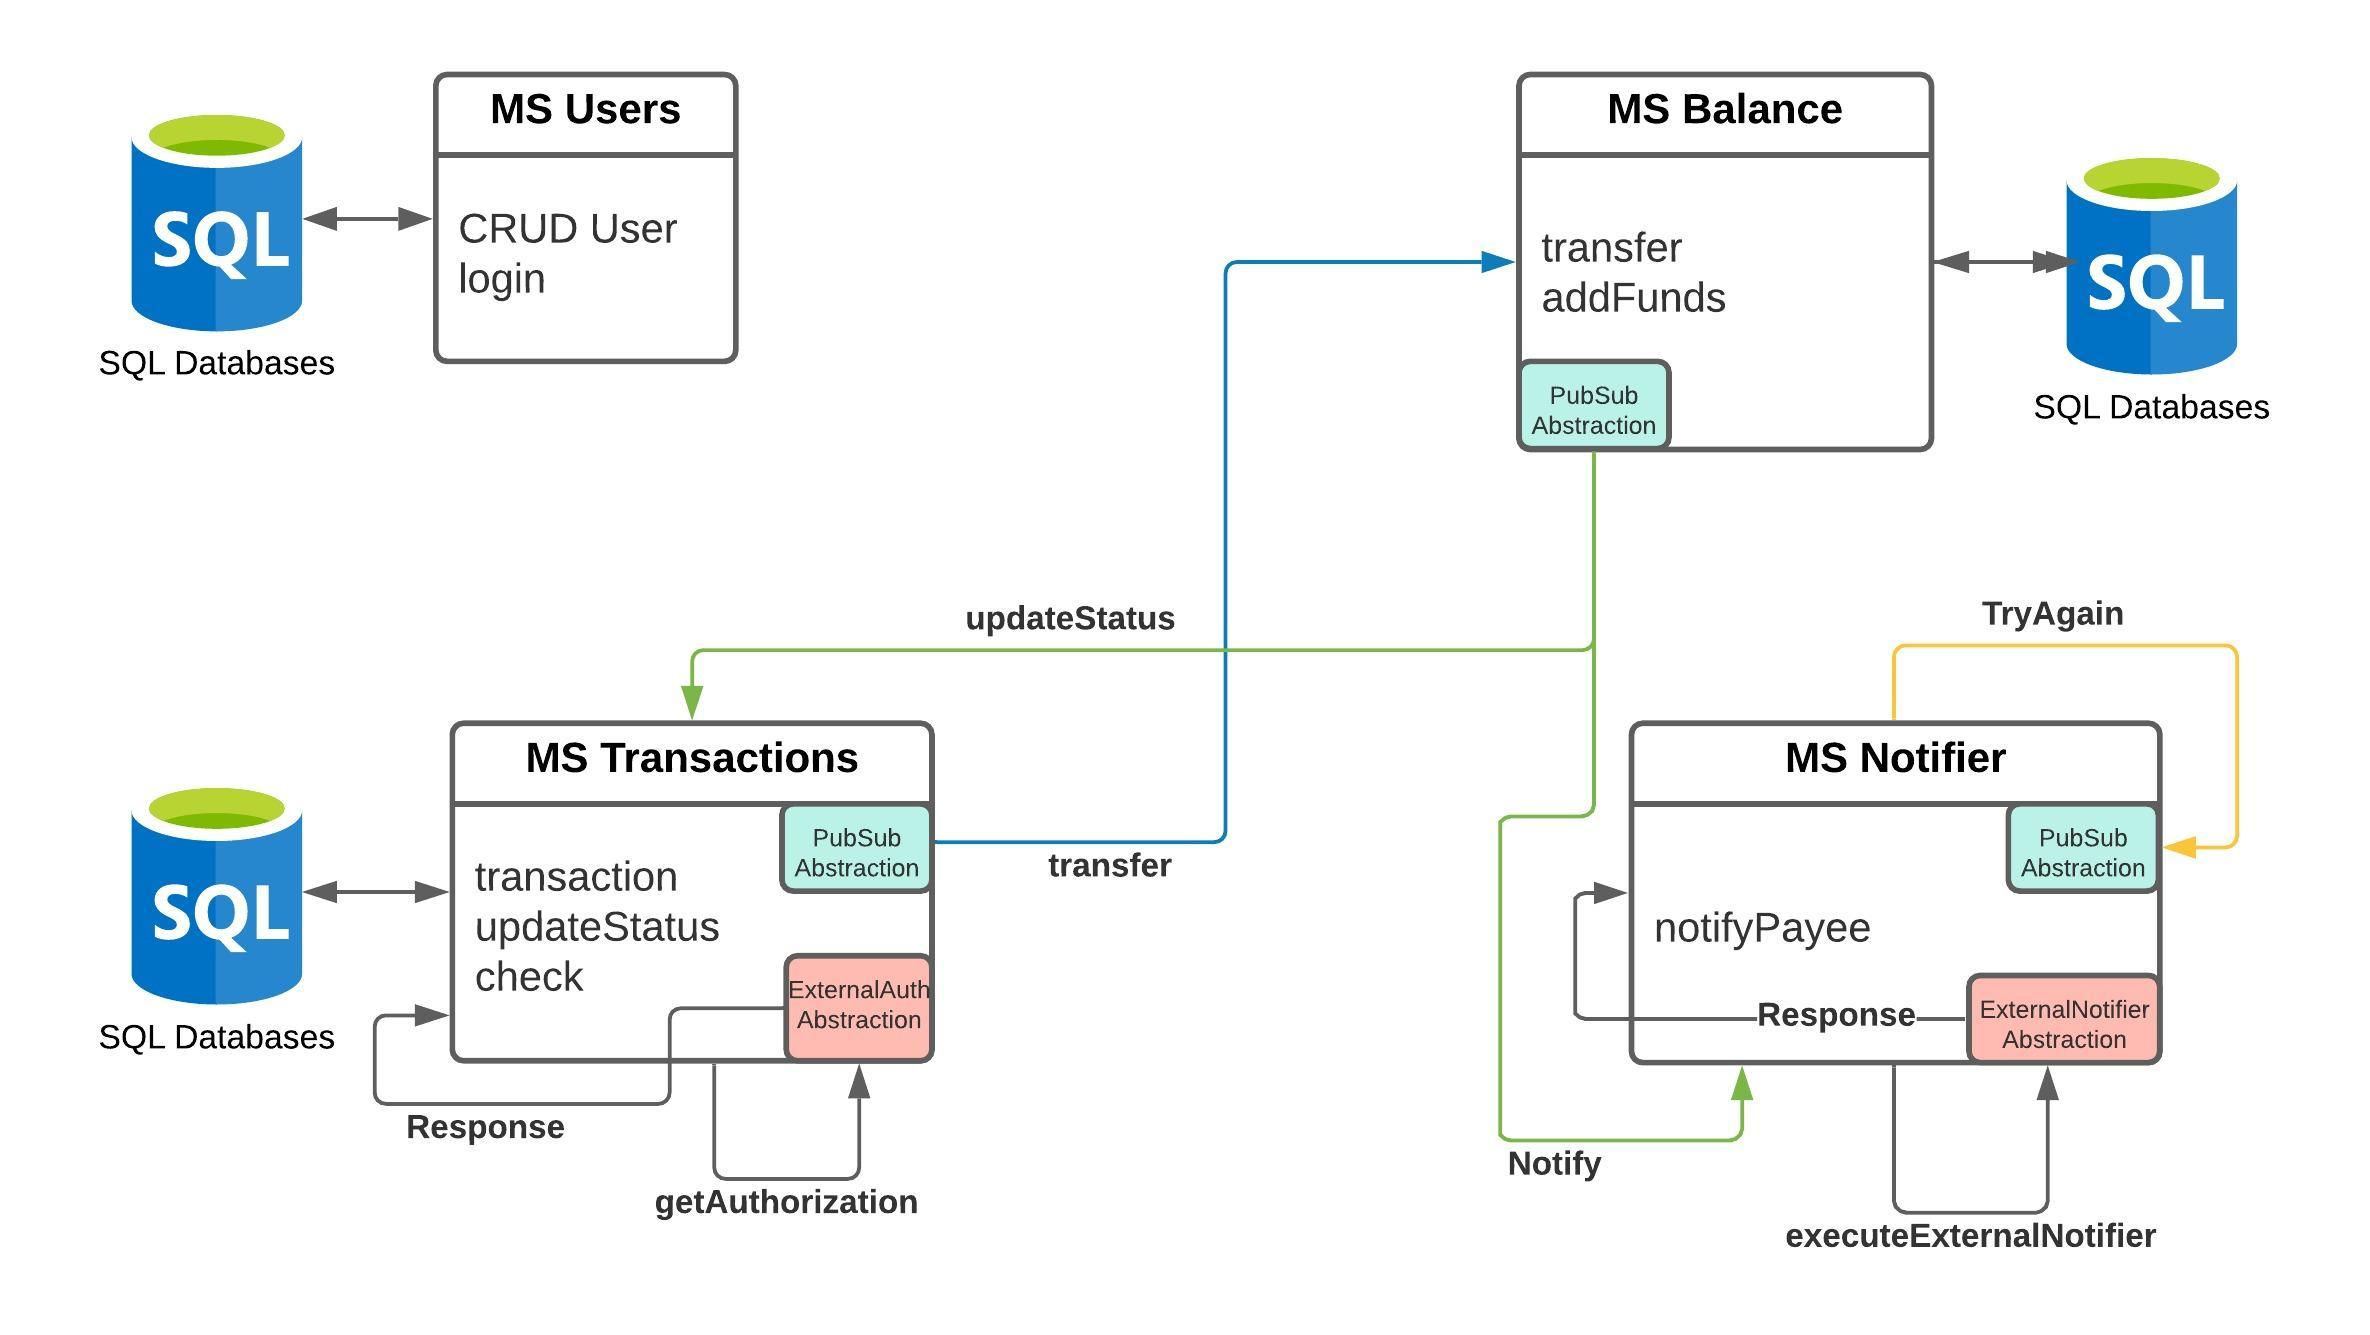 MS Users
CRUD User
login
SQL
SQL Databases
MS Balance
transfer
addFunds
PubSub
Abstraction
SQL
SQL Databases
updateStatus
transfer
MS Transactions
PubSub
Abstraction
transaction
updateStatus
check
ExternalAuth
Abstraction
SQL
SQL Databases
Response
getAuthorization
TryAgain
MS Notifier
PubSub
Abstraction
notifyPayee
Response
ExternalNotifier
Abstraction
Notify
executeExternalNotifier